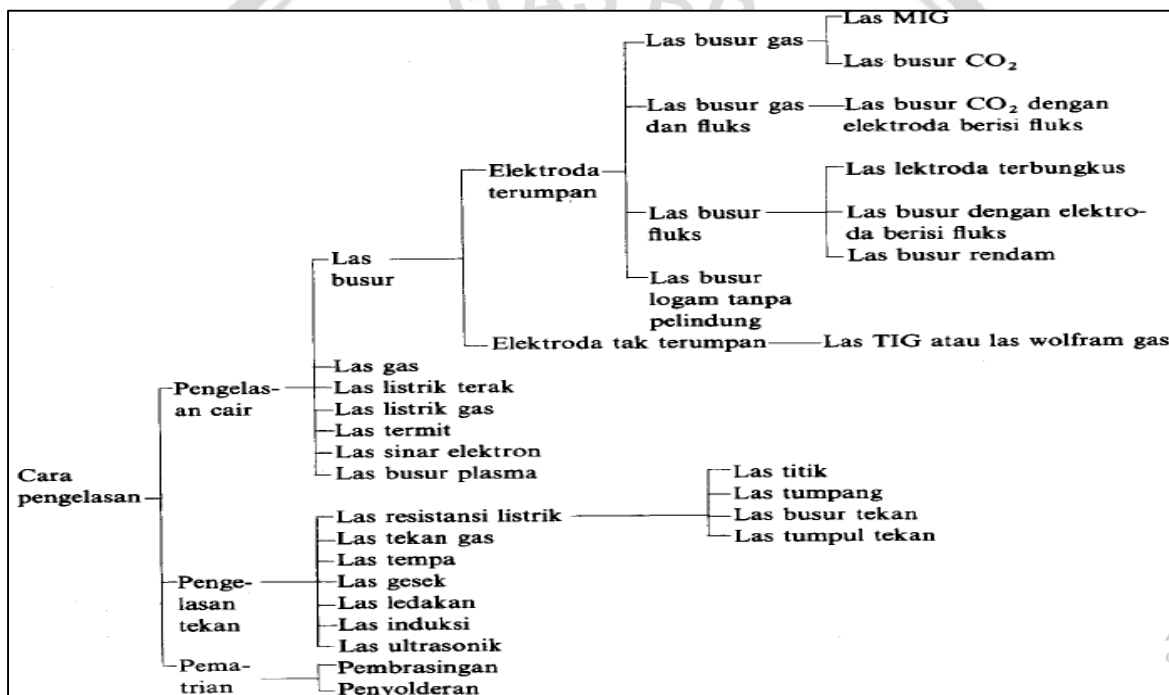 Las MIG
Las busur gas
Las busur CO₂
Las busur gas
dan fluks
Las busur CO₂ dengan
elektroda berisi fluks
Elektroda
terumpan
Las lektroda terbungkus
Las busur
fluks
Las busur dengan elektro-
da berisi fluks
Las busur rendam
Las
busur
Las busur
logam tanpa
pelindung
Elektroda tak terumpan
Las TIG atau las wolfram gas
Pengelas-
an cair
Las gas
Las listrik terak
Las listrik gas
Las termit
Las sinar elektron
Las busur plasma
Cara
pengelasan
Las resistansi listrik
Las titik
Las tumpang
Las busur tekan
Las tumpul tekan
Las tekan gas
Las tempa
Las gesek
Las ledakan
Las induksi
Las ultrasonik
Penge-
lasan
tekan
Pema-
trian
Pembrasingan
Penyolderan